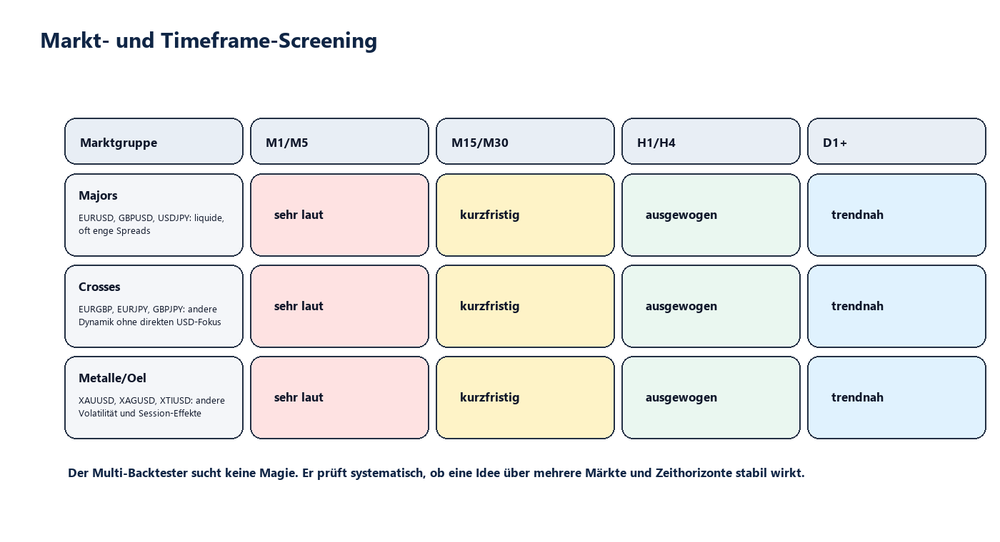 Markt- und Timeframe-Screening
Marktgruppe
M1/M5
M15/M30
H1/H4
D1+
Majors
EURUSD, GBPUSD, USDJPY: liquide,
oft enge Spreads
sehr laut
kurzfristig
ausgewogen
trendnah
Crosses
EURGBP, EURJPY, GBPJPY: andere
Dynamik ohne direkten USD-Fokus
sehr laut
kurzfristig
ausgewogen
trendnah
Metalle/Oel
XAUUSD, XAGUSD, XTIUSD: andere
Volatilität und Session-Effekte
sehr laut
kurzfristig
ausgewogen
trendnah
Der Multi-Backtester sucht keine Magie. Er prüft systematisch, ob eine Idee über mehrere Märkte und Zeithorizonte stabil wirkt.